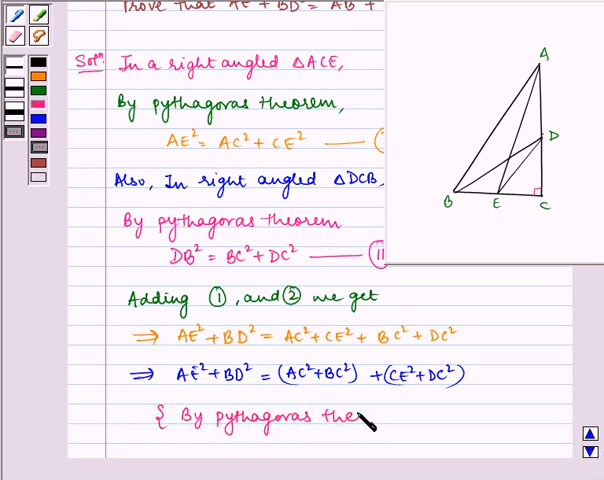 Prove that AE² + BD² = AB² +
Solⁿ In a right angled ΔACE,
By pythagoras theorem,
AE² = AC² + CE² —
Also, In right angled ΔDCB,
By pythagoras theorem
DB² = BC² + DC² — II
Adding ①, and ② we get
⇒ AE² + BD² = AC² + CE² + BC² + DC²
⇒ AE² + BD² = (AC² + BC²) + (CE² + DC²)
{ By pythagoras the
A
D
B E C